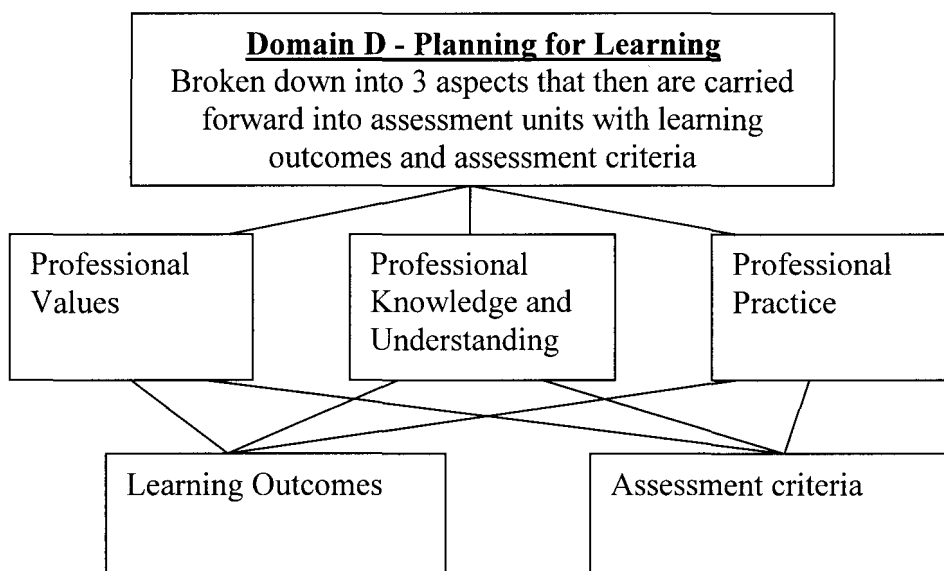 Domain D - Planning for Learning
Broken down into 3 aspects that then are carried
forward into assessment units with learning
outcomes and assessment criteria
Professional
Values
Professional
Knowledge and
Understanding
Professional
Practice
Learning Outcomes
Assessment criteria